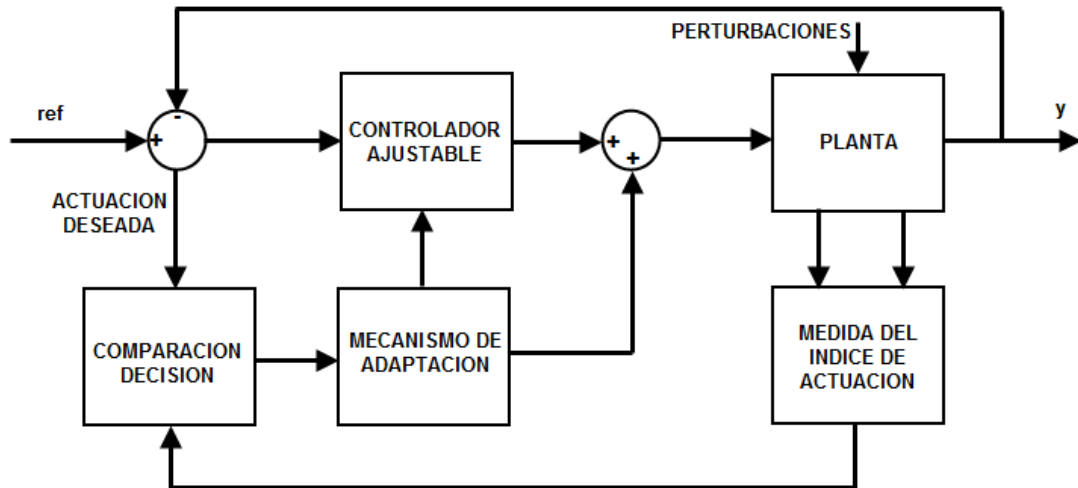 PERTURBACIONES
ref
-
+
CONTROLADOR
AJUSTABLE
+
+
PLANTA
y
ACTUACION
DESEADA
COMPARACION
DECISION
MECANISMO DE
ADAPTACION
MEDIDA DEL
INDICE DE
ACTUACION